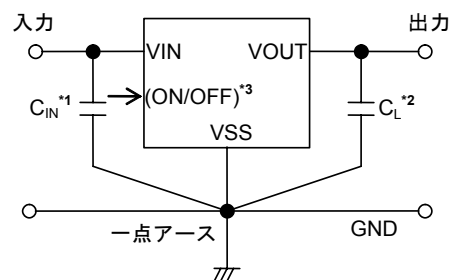 入力
出力
VIN
VOUT
CIN*1
(ON/OFF)*3
CL*2
VSS
一点アース
GND